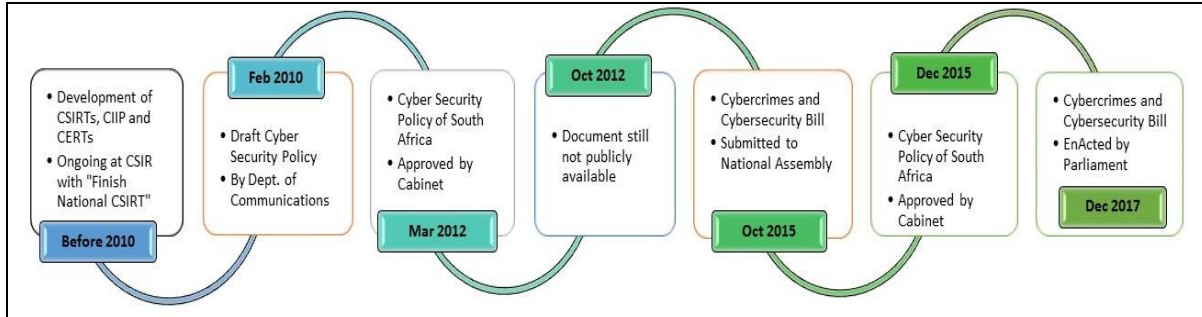 • Development of
CSIRTs, CIIP and
CERTs
• Ongoing at CSIR
with "Finish
National CSIRT"
Before 2010
Feb 2010
• Draft Cyber
Security Policy
• By Dept. of
Communications
• Cyber Security
Policy of South
Africa
• Approved by
Cabinet
Mar 2012
Oct 2012
• Document still
not publicly
available
• Cybercrimes and
Cybersecurity Bill
• Submitted to
National Assembly
Oct 2015
Dec 2015
• Cyber Security
Policy of South
Africa
• Approved by
Cabinet
• Cybercrimes and
Cybersecurity Bill
• EnActed by
Parliament
Dec 2017